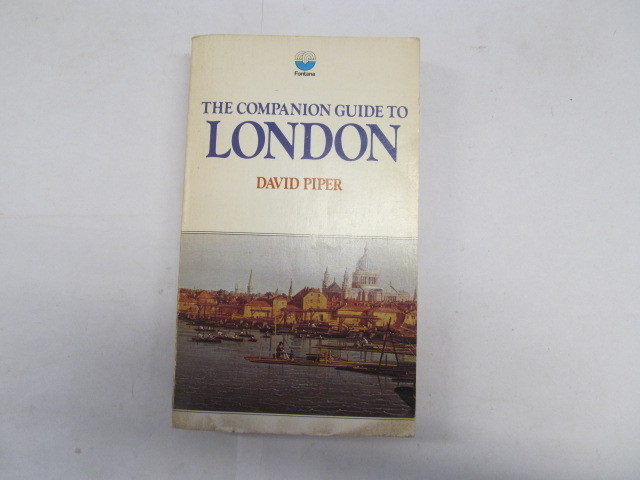 Fontana
THE COMPANION GUIDE TO
LONDON
DAVID PIPER